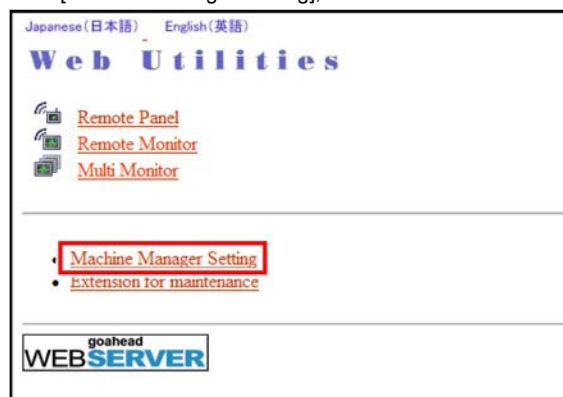 Japanese(日本語) English(英語)
Web Utilities
Remote Panel
Remote Monitor
Multi Monitor
Machine Manager Setting
Extension for maintenance
goahead
WEBSERVER